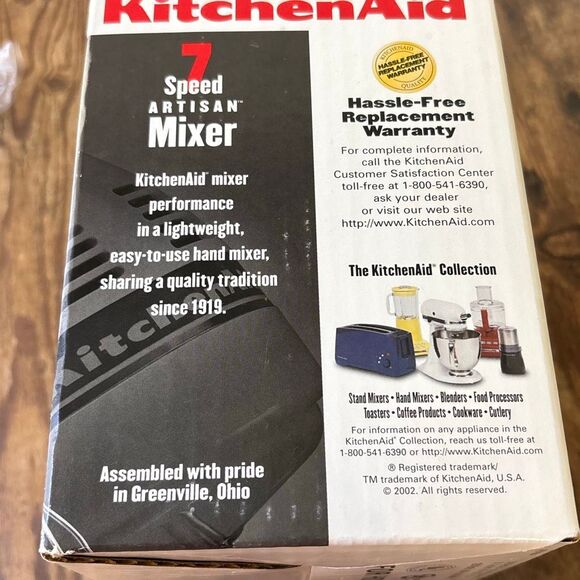 KitchenAid
7
Speed
ARTISAN™
Mixer
KitchenAid® mixer
performance
in a lightweight,
easy-to-use hand mixer,
sharing a quality tradition
since 1919.
KitchenAid
Assembled with pride
in Greenville, Ohio
KITCHENAID
HASSLE-FREE
REPLACEMENT
WARRANTY
QUALITY
Hassle-Free
Replacement
Warranty
For complete information,
call the KitchenAid
Customer Satisfaction Center
toll-free at 1-800-541-6390,
ask your dealer
or visit our web site
http://www.KitchenAid.com
The KitchenAid® Collection
Stand Mixers • Hand Mixers • Blenders • Food Processors
Toasters • Coffee Products • Cookware • Cutlery
For information on any appliance in the
KitchenAid® Collection, reach us toll-free at
1-800-541-6390 or http://www.KitchenAid.com
® Registered trademark/
TM trademark of KitchenAid, U.S.A.
© 2002. All rights reserved.